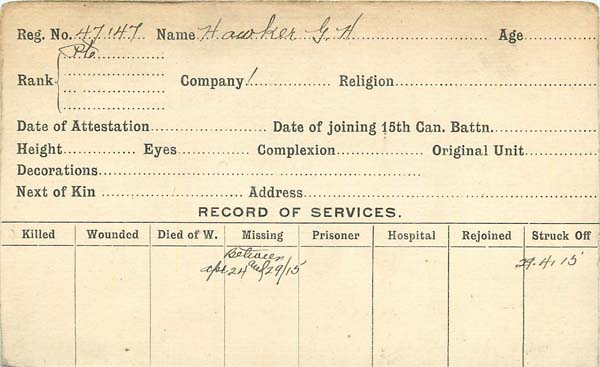 Reg. No. 47147 Name Hawker G. H Age
Pte
Rank Company 1 Religion
Date of Attestation Date of joining 15th Can. Battn.
Height Eyes Complexion Original Unit
Decorations
Next of Kin Address
RECORD OF SERVICES.
Killed Wounded Died of W. Missing Prisoner Hospital Rejoined Struck Off
Between
apr 24 and 29/15 29.4.15